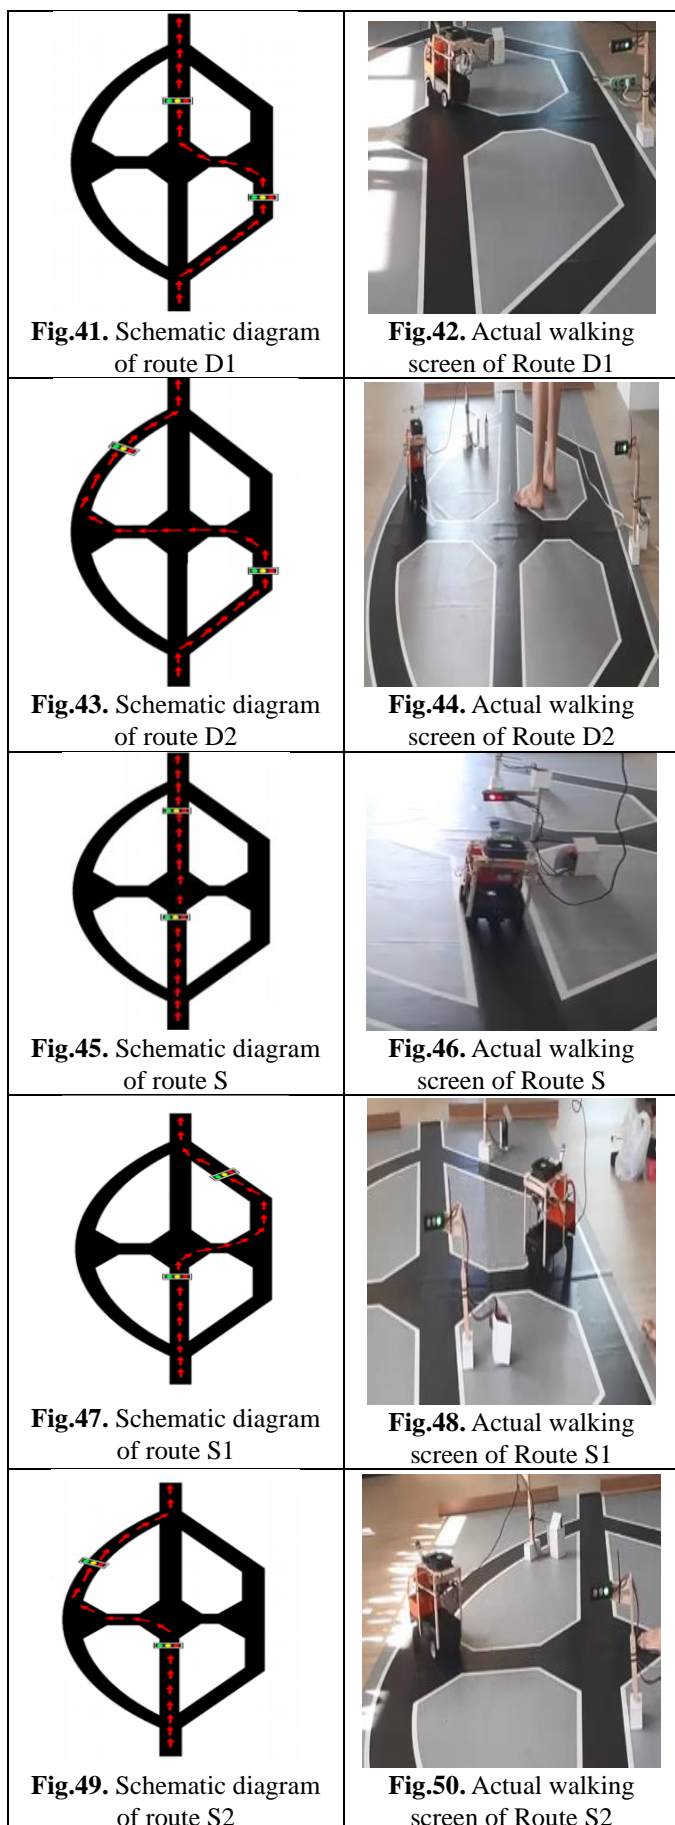 Fig.41. Schematic diagram
of route D1
Fig.42. Actual walking
screen of Route D1
Fig.43. Schematic diagram
of route D2
Fig.44. Actual walking
screen of Route D2
Fig.45. Schematic diagram
of route S
Fig.46. Actual walking
screen of Route S
Fig.47. Schematic diagram
of route S1
Fig.48. Actual walking
screen of Route S1
Fig.49. Schematic diagram
of route S2
Fig.50. Actual walking
screen of Route S2